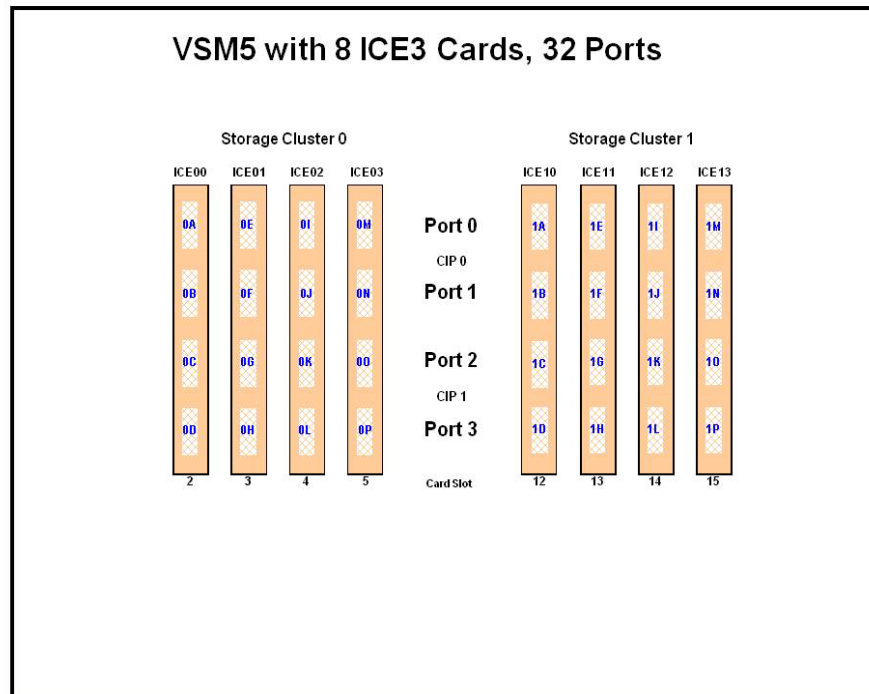 VSM5 with 8 ICE3 Cards, 32 Ports
Storage Cluster 0 Storage Cluster 1
ICE00 ICE01 ICE02 ICE03 ICE10 ICE11 ICE12 ICE13
0A 0E 0I 0M Port 0 1A 1E 1I 1M
CIP 0
0B 0F 0J 0N Port 1 1B 1F 1J 1N
0C 0G 0K 0O Port 2 1C 1G 1K 1O
CIP 1
0D 0H 0L 0P Port 3 1D 1H 1L 1P
2 3 4 5 Card Slot 12 13 14 15